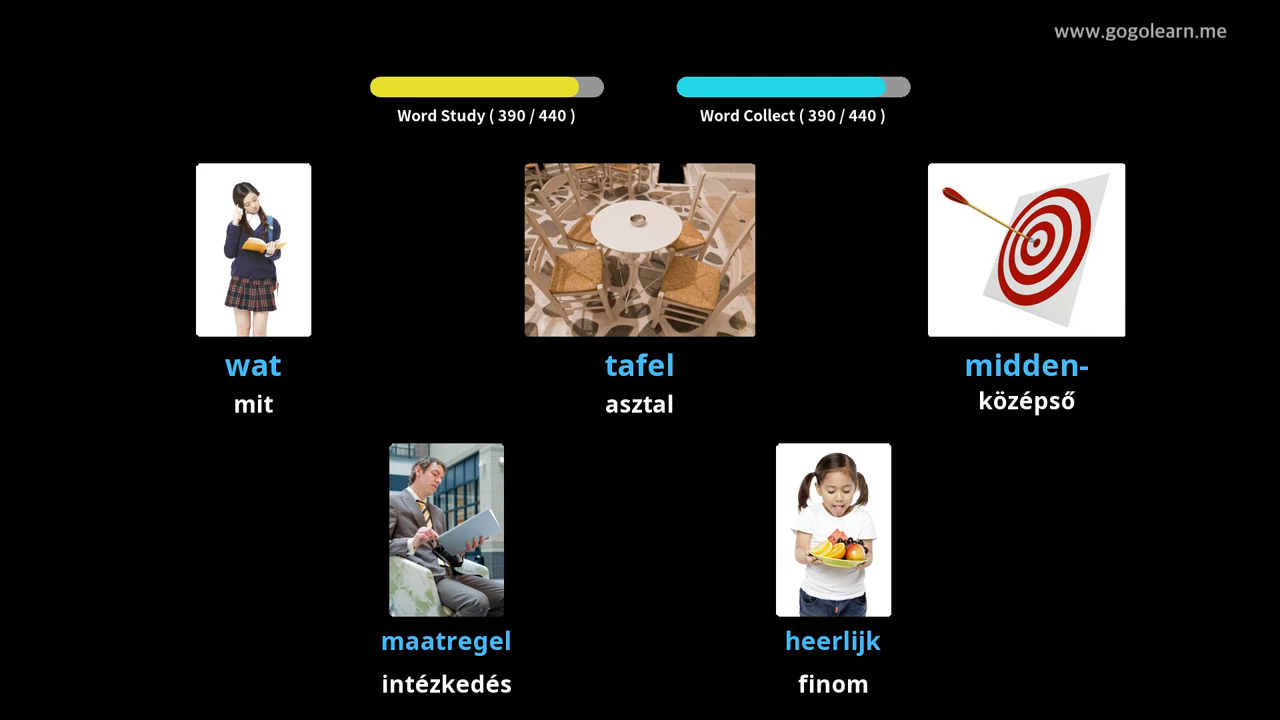 www.gogolearn.me
Word Study ( 390 / 440 )
Word Collect ( 390 / 440 )
wat
mit
tafel
asztal
midden-
középső
maatregel
intézkedés
heerlijk
finom